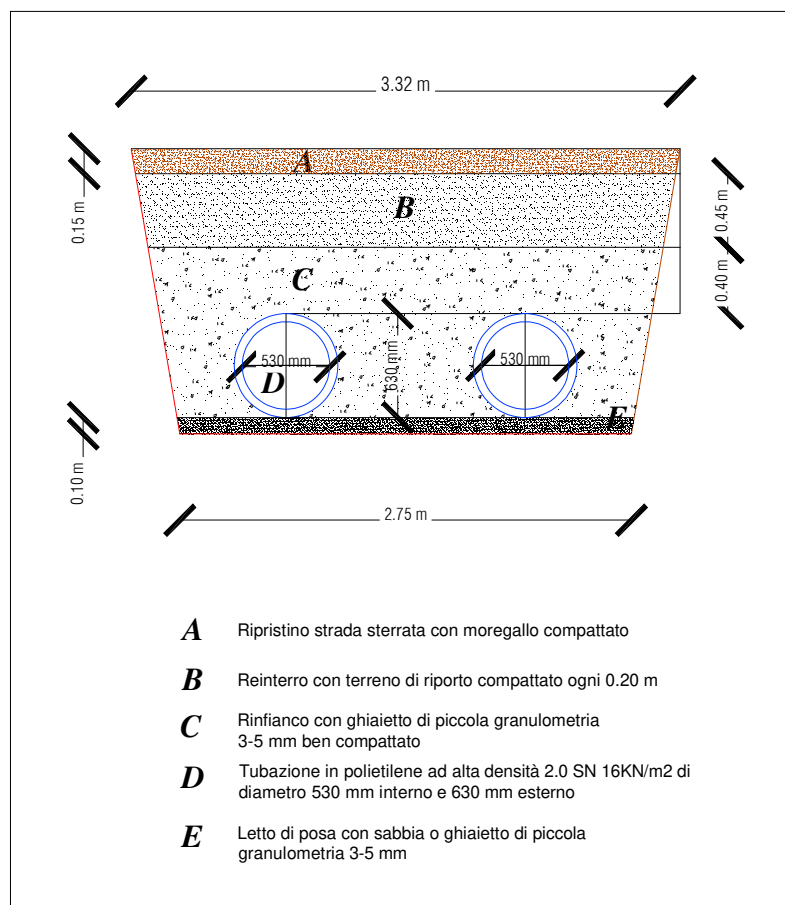 3.32 m
A
0.15 m
B
0.45 m
C
0.40 m
530 mm
630 mm
530 mm
D
E
0.10 m
2.75 m
A Ripristino strada sterrata con moregallo compattato
B Reinterro con terreno di riporto compattato ogni 0.20 m
C Rinfianco con ghiaietto di piccola granulometria
3-5 mm ben compattato
D Tubazione in polietilene ad alta densità 2.0 SN 16KN/m2 di
diametro 530 mm interno e 630 mm esterno
E Letto di posa con sabbia o ghiaietto di piccola
granulometria 3-5 mm